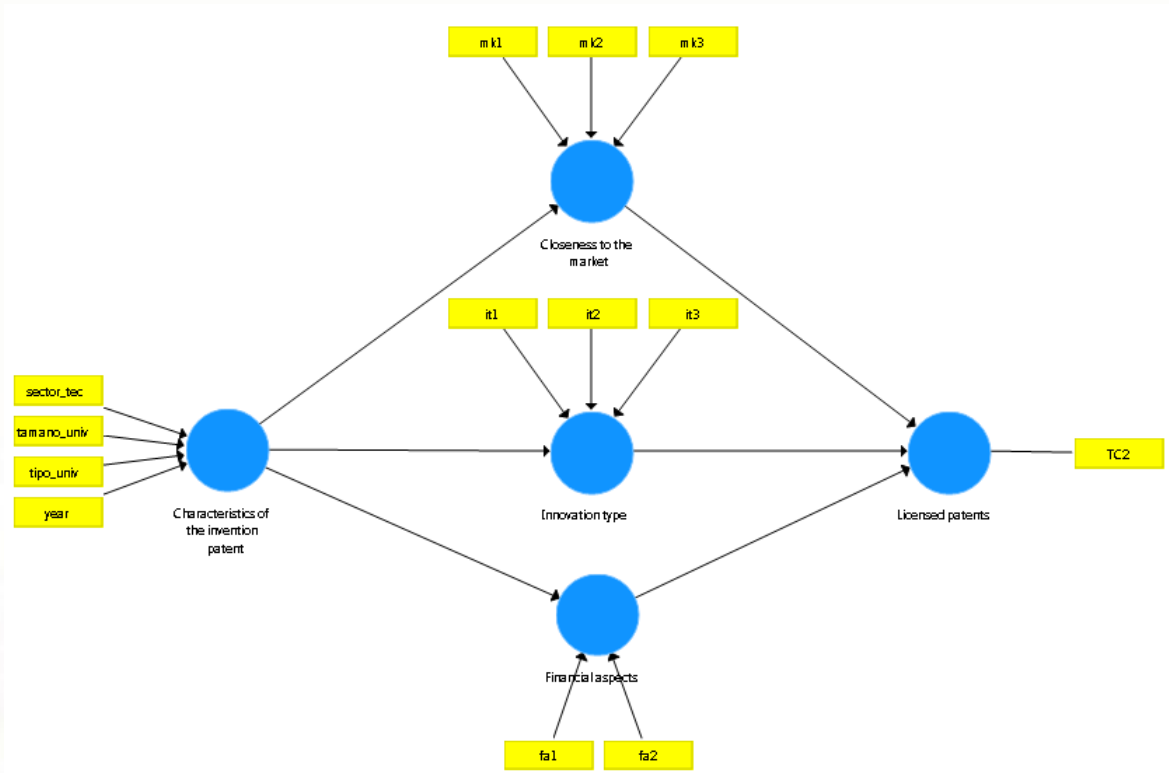 mk1 mk2 mk3
Closeness to the
market
it1 it2 it3
sector_tec
tamano_univ
tipo_univ
year
Characteristics of
the invention
patent
Innovation type
Licensed patents
TC2
Financial aspects
fa1 fa2